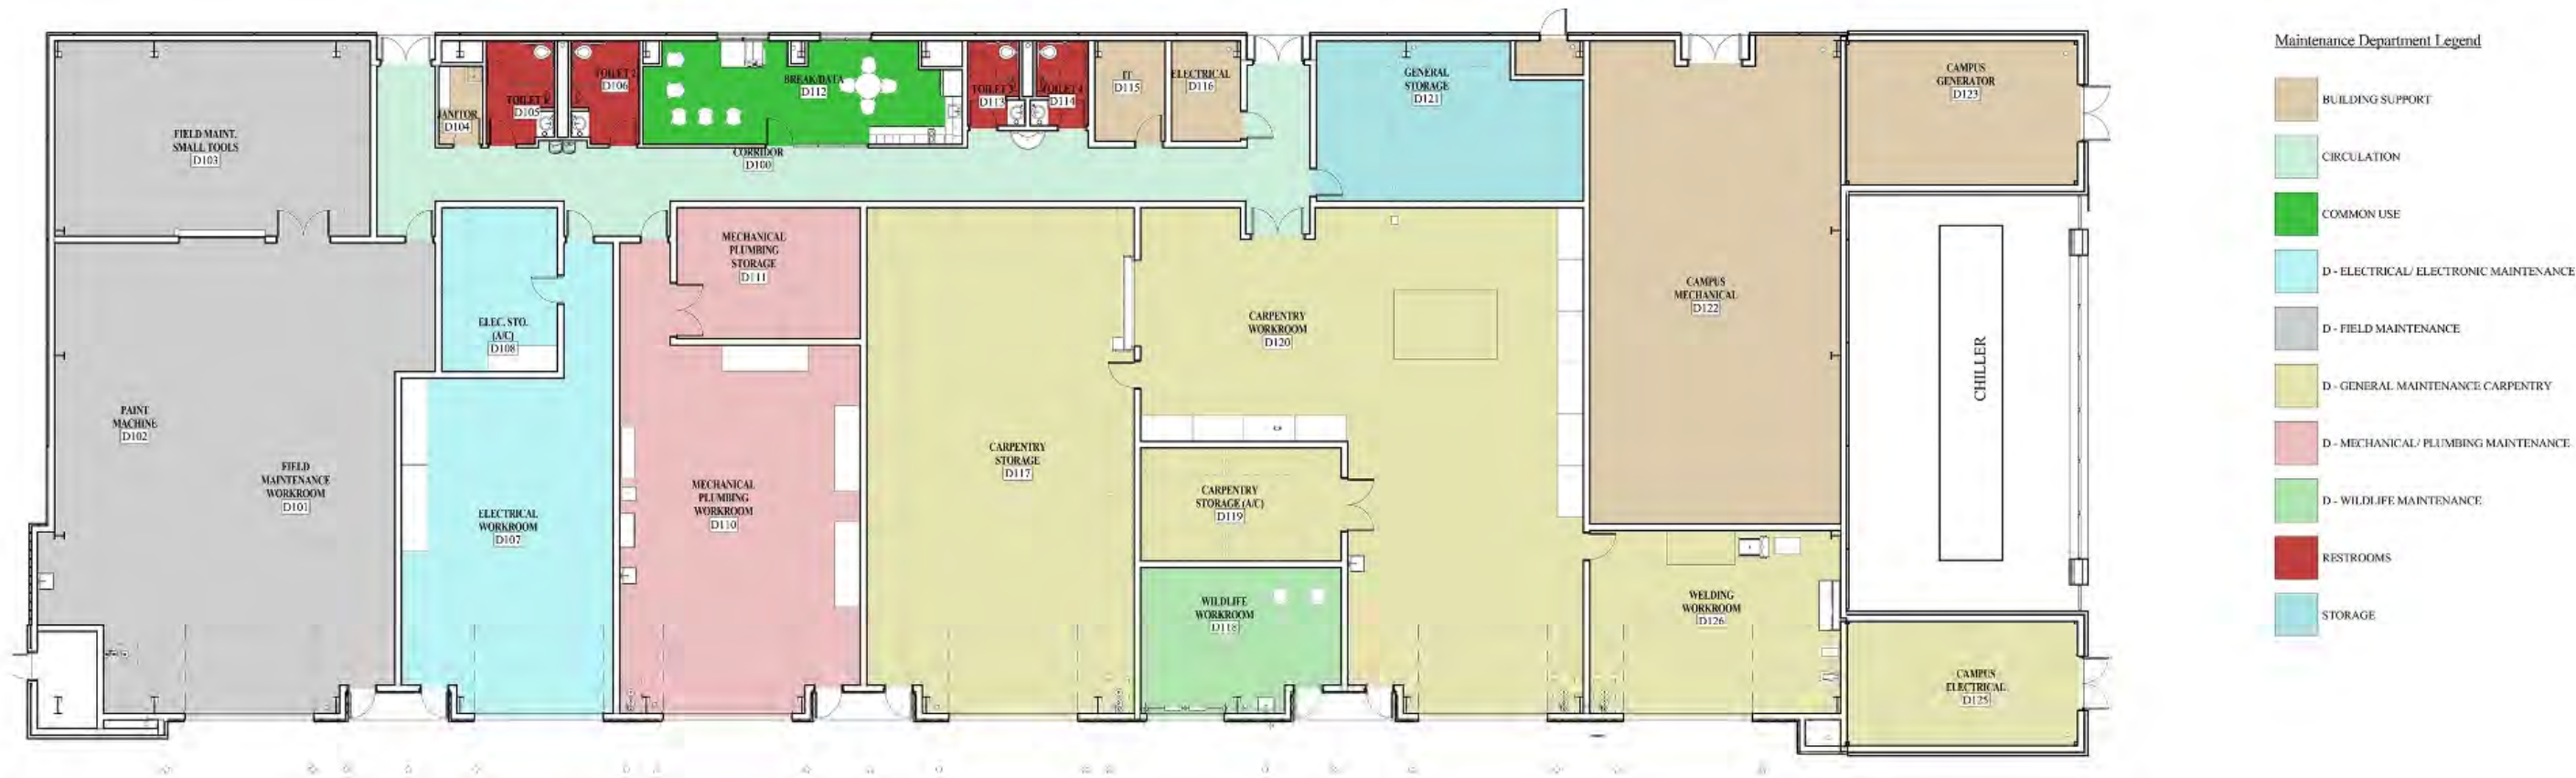 FIELD MAINT.
SMALL TOOLS
D103
JANITOR
D104
TOILET 1
D105
TOILET 2
D106
BREAK/DATA
D112
TOILET 3
D113
TOILET 4
D114
IT
D115
ELECTRICAL
D116
CORRIDOR
D100
GENERAL
STORAGE
D121
CAMPUS
GENERATOR
D123
PAINT
MACHINE
D102
FIELD
MAINTENANCE
WORKROOM
D101
ELEC. STO.
(A/C)
D108
ELECTRICAL
WORKROOM
D107
MECHANICAL
PLUMBING
STORAGE
D111
MECHANICAL
PLUMBING
WORKROOM
D110
CARPENTRY
STORAGE
D117
CARPENTRY
WORKROOM
D120
CARPENTRY
STORAGE (A/C)
D119
WILDLIFE
WORKROOM
D118
CAMPUS
MECHANICAL
D122
WELDING
WORKROOM
D126
CHILLER
CAMPUS
ELECTRICAL
D125
Maintenance Department Legend
BUILDING SUPPORT
CIRCULATION
COMMON USE
D - ELECTRICAL/ ELECTRONIC MAINTENANCE
D - FIELD MAINTENANCE
D - GENERAL MAINTENANCE CARPENTRY
D - MECHANICAL/ PLUMBING MAINTENANCE
D - WILDLIFE MAINTENANCE
RESTROOMS
STORAGE